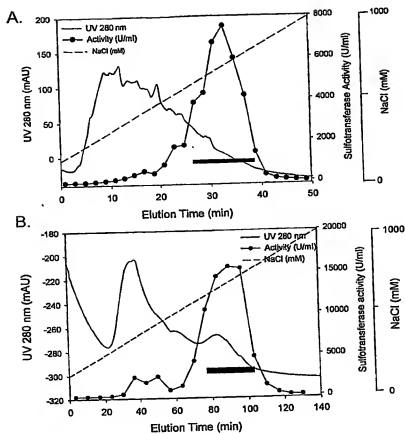 A.
UV 280 nm
Activity (U/ml)
NaCl (mM)
200
150
100
50
0
UV 280 nm (mAU)
8000
6000
4000
2000
0
Sulfotransferase Activity (U/ml)
1000
500
0
NaCl (mM)
0 10 20 30 40 50
Elution Time (min)
B.
UV 280 nm
Activity (U/ml)
NaCl (mM)
-180
-200
-220
-240
-260
-280
-300
-320
UV 280 nm (mAU)
20000
15000
10000
5000
0
Sulfotransferase activity (U/ml)
1000
500
0
NaCl (mM)
0 20 40 60 80 100 120 140
Elution Time (min)